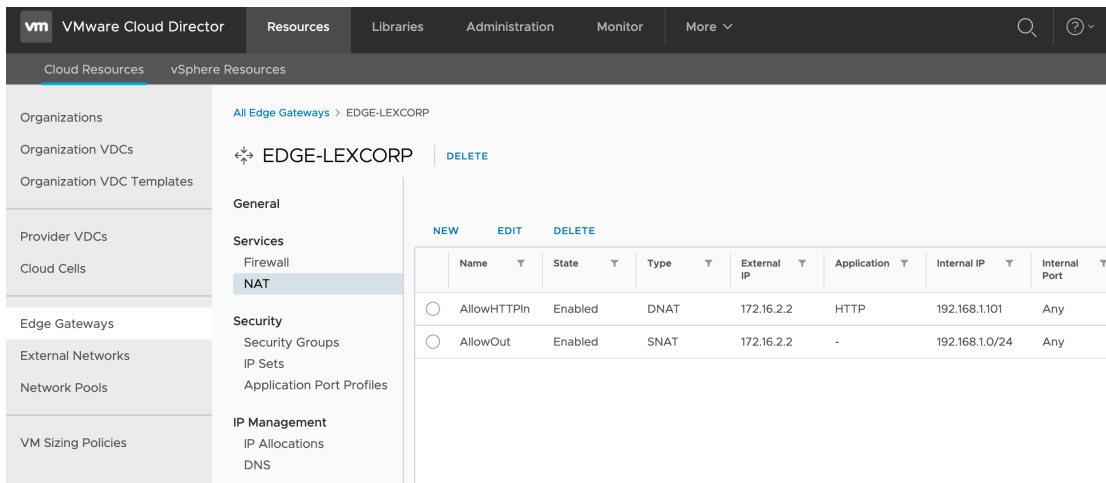 vm VMware Cloud Director Resources Libraries Administration Monitor More
Cloud Resources vSphere Resources
Organizations
Organization VDCs
Organization VDC Templates
Provider VDCs
Cloud Cells
Edge Gateways
External Networks
Network Pools
VM Sizing Policies
All Edge Gateways > EDGE-LEXCORP
EDGE-LEXCORP DELETE
General
Services
Firewall
NAT
Security
Security Groups
IP Sets
Application Port Profiles
IP Management
IP Allocations
DNS
NEW EDIT DELETE
Name State Type External IP Application Internal IP Internal Port
AllowHTTPIn Enabled DNAT 172.16.2.2 HTTP 192.168.1.101 Any
AllowOut Enabled SNAT 172.16.2.2 - 192.168.1.0/24 Any